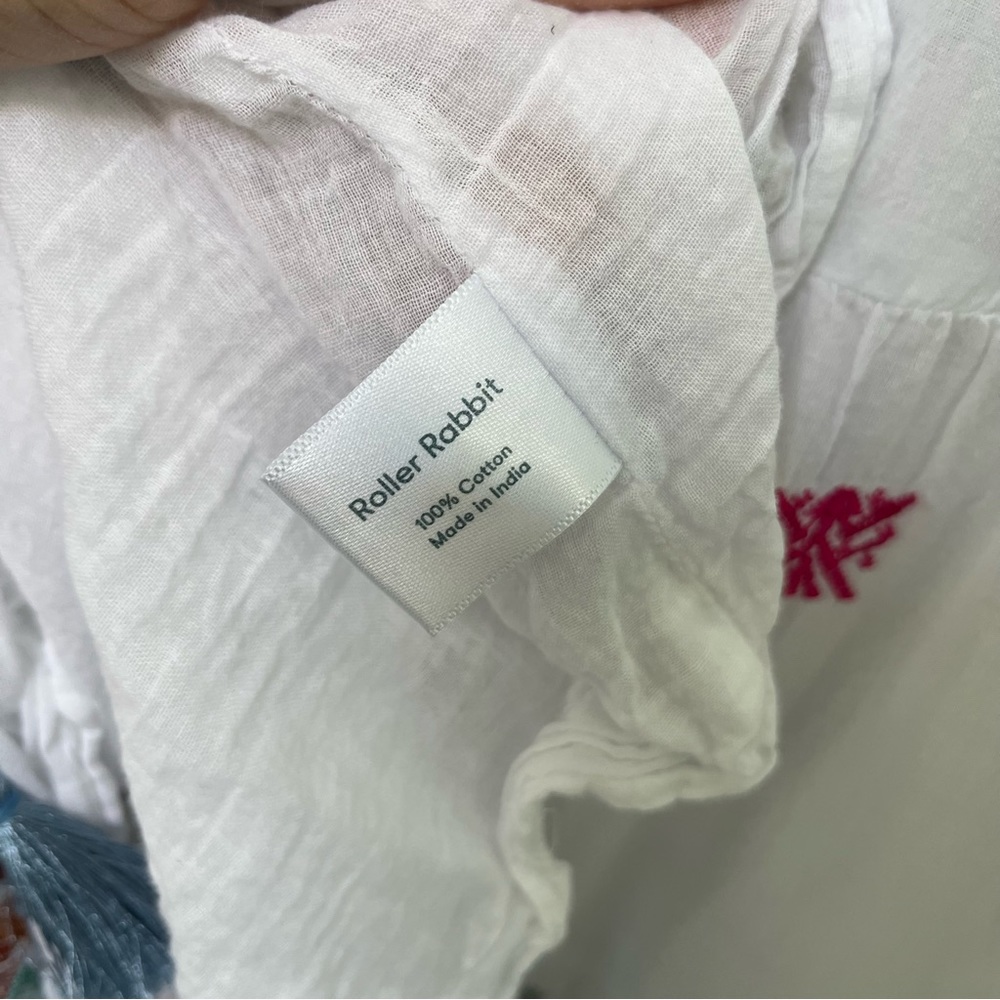 Roller Rabbit
100% Cotton
Made in India